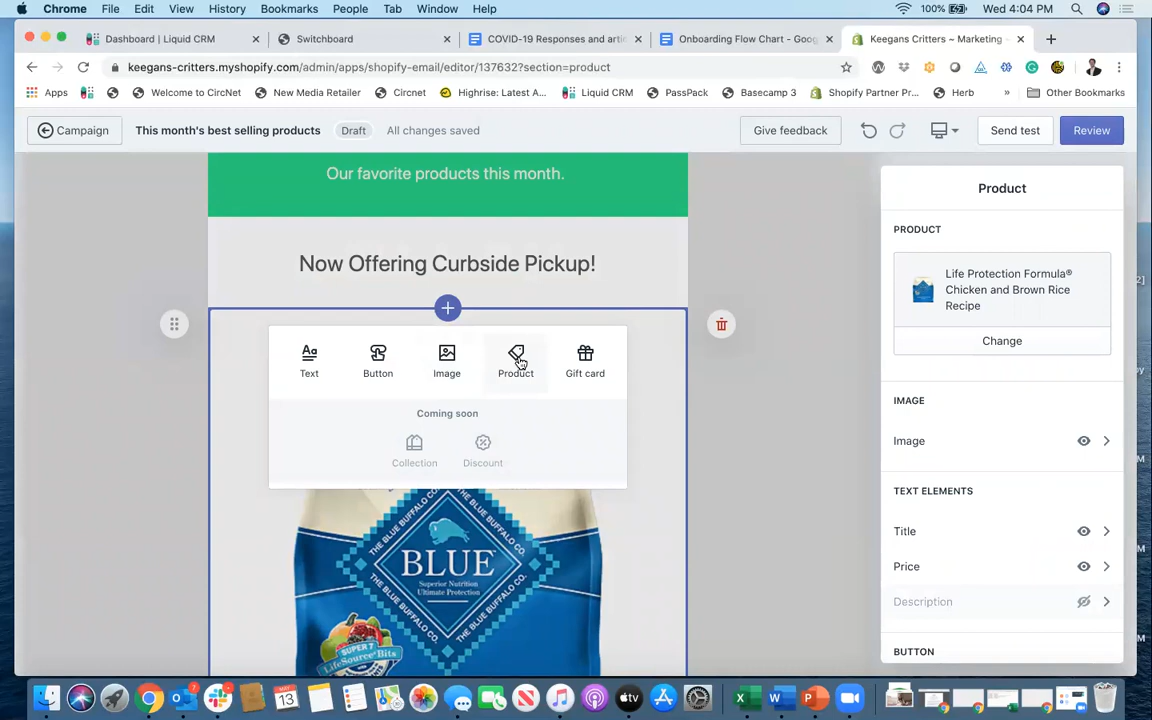 Chrome File Edit View History Bookmarks People Tab Window Help 100% Wed 4:04 PM
Dashboard | Liquid CRM Switchboard COVID-19 Responses and artic Onboarding Flow Chart - Goog Keegans Critters ~ Marketing ~
keegans-critters.myshopify.com/admin/apps/shopify-email/editor/137632?section=product
Apps Welcome to CircNet New Media Retailer Circnet Highrise: Latest A... Liquid CRM PassPack Basecamp 3 Shopify Partner Pr... Herb » Other Bookmarks
Campaign This month's best selling products Draft All changes saved Give feedback Send test Review
Our favorite products this month.
Now Offering Curbside Pickup!
Text Button Image Product Gift card
Coming soon
Collection Discount
THE BLUE BUFFALO CO.
BLUE
Superior Nutrition
Ultimate Protection
SUPER 7
LifeSource Bits
Product
PRODUCT
Life Protection Formula®
Chicken and Brown Rice
Recipe
Change
IMAGE
Image
TEXT ELEMENTS
Title
Price
Description
BUTTON